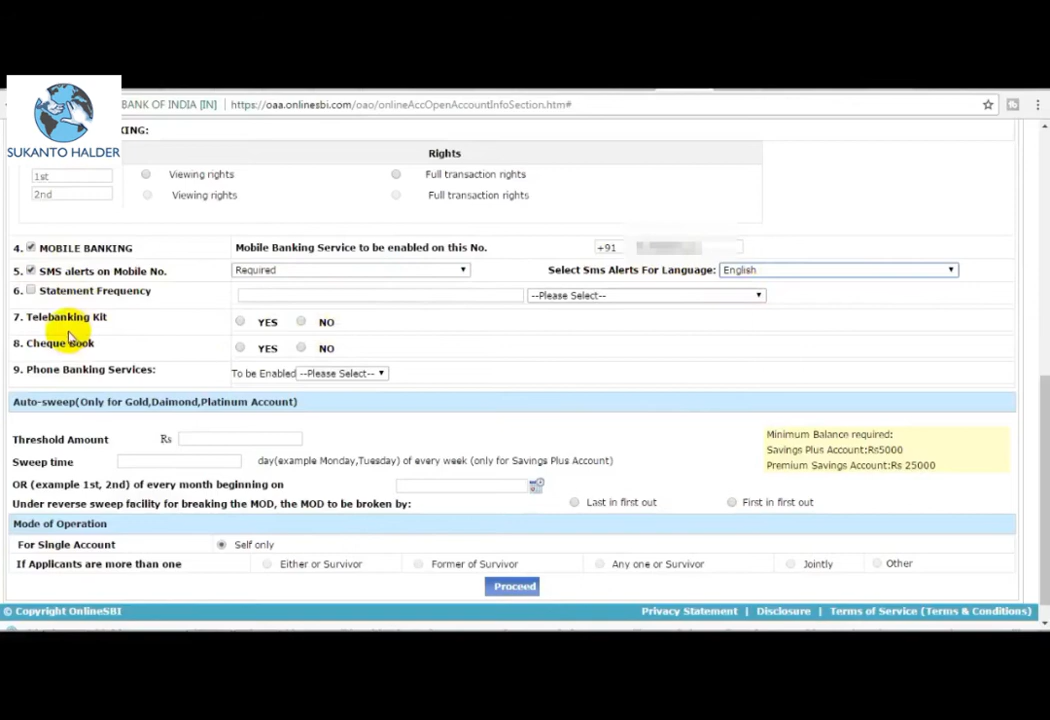 SUKANTO HALDER
BANK OF INDIA [IN] https://oaa.onlinesbi.com/oao/onlineAccOpenAccountInfoSection.htm#
KING:
Rights
1st Viewing rights Full transaction rights
2nd Viewing rights Full transaction rights
4. MOBILE BANKING Mobile Banking Service to be enabled on this No. +91
5. SMS alerts on Mobile No. Required Select Sms Alerts For Language: English
6. Statement Frequency --Please Select--
7. Telebanking Kit YES NO
8. Cheque Book YES NO
9. Phone Banking Services: To be Enabled --Please Select--
Auto-sweep(Only for Gold,Daimond,Platinum Account)
Threshold Amount Rs
Minimum Balance required:
Savings Plus Account:Rs5000
Premium Savings Account:Rs 25000
Sweep time day(example Monday,Tuesday) of every week (only for Savings Plus Account)
OR (example 1st, 2nd) of every month beginning on
Under reverse sweep facility for breaking the MOD, the MOD to be broken by: Last in first out First in first out
Mode of Operation
For Single Account Self only
If Applicants are more than one Either or Survivor Former of Survivor Any one or Survivor Jointly Other
Proceed
© Copyright OnlineSBI Privacy Statement | Disclosure | Terms of Service (Terms & Conditions)